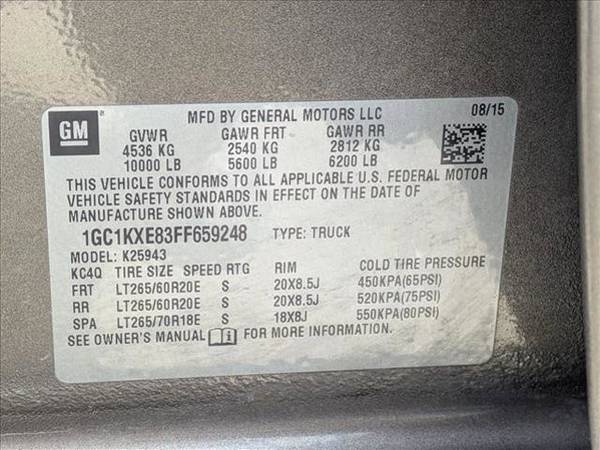 GM
MFD BY GENERAL MOTORS LLC 08/15
GVWR GAWR FRT GAWR RR
4536 KG 2540 KG 2812 KG
10000 LB 5600 LB 6200 LB
THIS VEHICLE CONFORMS TO ALL APPLICABLE U.S. FEDERAL MOTOR
VEHICLE SAFETY STANDARDS IN EFFECT ON THE DATE OF
MANUFACTURE SHOWN ABOVE.
1GC1KXE83FF659248 TYPE: TRUCK
MODEL: K25943
KC4Q TIRE SIZE SPEED RTG RIM COLD TIRE PRESSURE
FRT LT265/60R20E S 20X8.5J 450KPA(65PSI)
RR LT265/60R20E S 20X8.5J 520KPA(75PSI)
SPA LT265/70R18E S 18X8J 550KPA(80PSI)
SEE OWNER'S MANUAL FOR MORE INFORMATION.